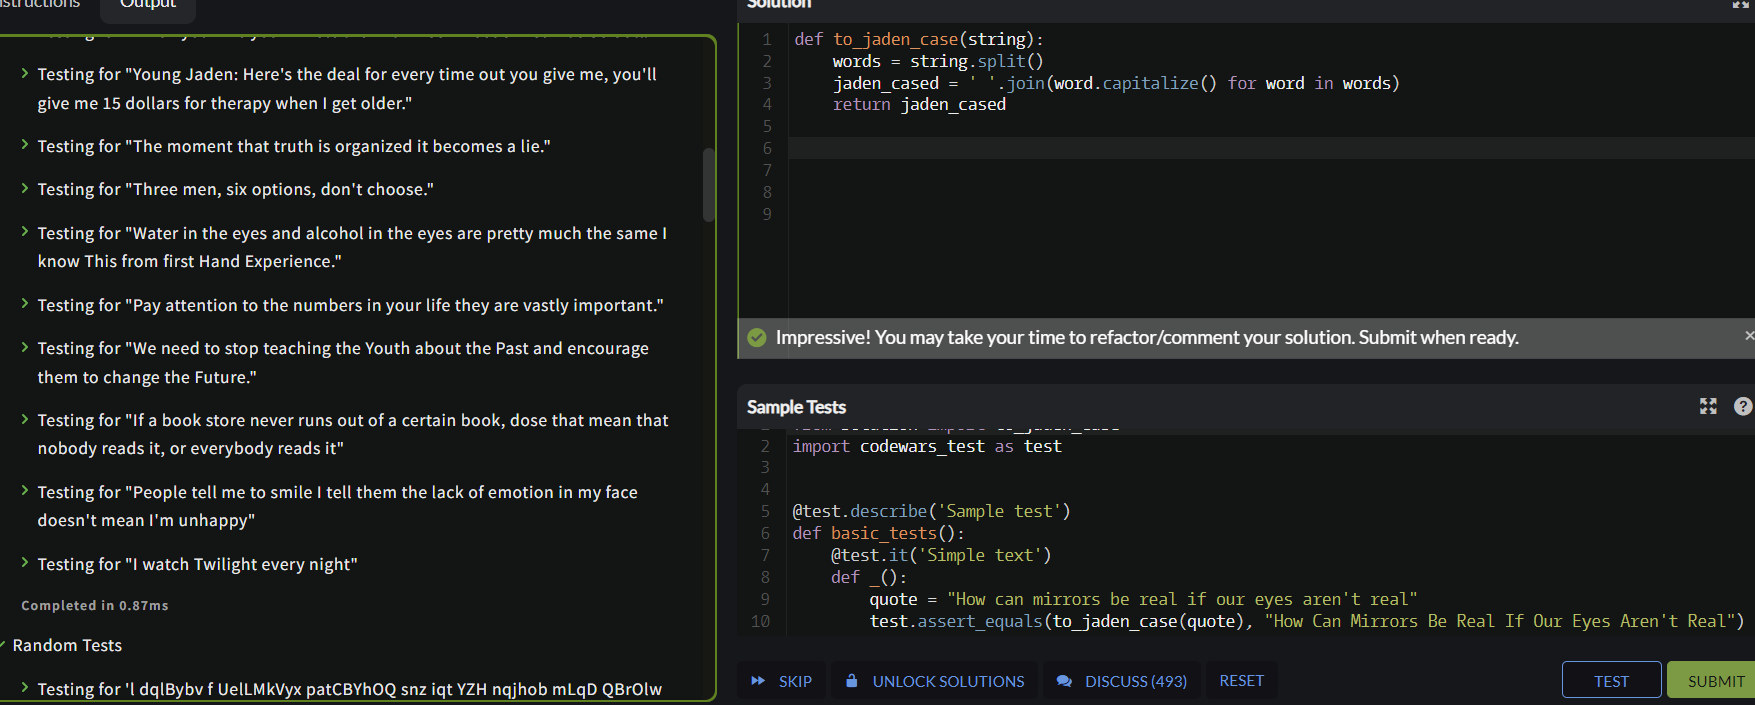 Instructions
Output
Testing for "Young Jaden: Here's the deal for every time out you give me, you'll
give me 15 dollars for therapy when I get older."
Testing for "The moment that truth is organized it becomes a lie."
Testing for "Three men, six options, don't choose."
Testing for "Water in the eyes and alcohol in the eyes are pretty much the same I
know This from first Hand Experience."
Testing for "Pay attention to the numbers in your life they are vastly important."
Testing for "We need to stop teaching the Youth about the Past and encourage
them to change the Future."
Testing for "If a book store never runs out of a certain book, dose that mean that
nobody reads it, or everybody reads it"
Testing for "People tell me to smile I tell them the lack of emotion in my face
doesn't mean I'm unhappy"
Testing for "I watch Twilight every night"
Completed in 0.87ms
Random Tests
Testing for 'l dqlBybv f UelLMkVyx patCBYhOQ snz iqt YZH nqjhob mLqD QBrOlw
Solution
1 def to_jaden_case(string):
2 words = string.split()
3 jaden_cased = ' '.join(word.capitalize() for word in words)
4 return jaden_cased
5
6
7
8
9
Impressive! You may take your time to refactor/comment your solution. Submit when ready.
Sample Tests
2 import codewars_test as test
3
4
5 @test.describe('Sample test')
6 def basic_tests():
7 @test.it('Simple text')
8 def _():
9 quote = "How can mirrors be real if our eyes aren't real"
10 test.assert_equals(to_jaden_case(quote), "How Can Mirrors Be Real If Our Eyes Aren't Real")
SKIP
UNLOCK SOLUTIONS
DISCUSS (493)
RESET
TEST
SUBMIT